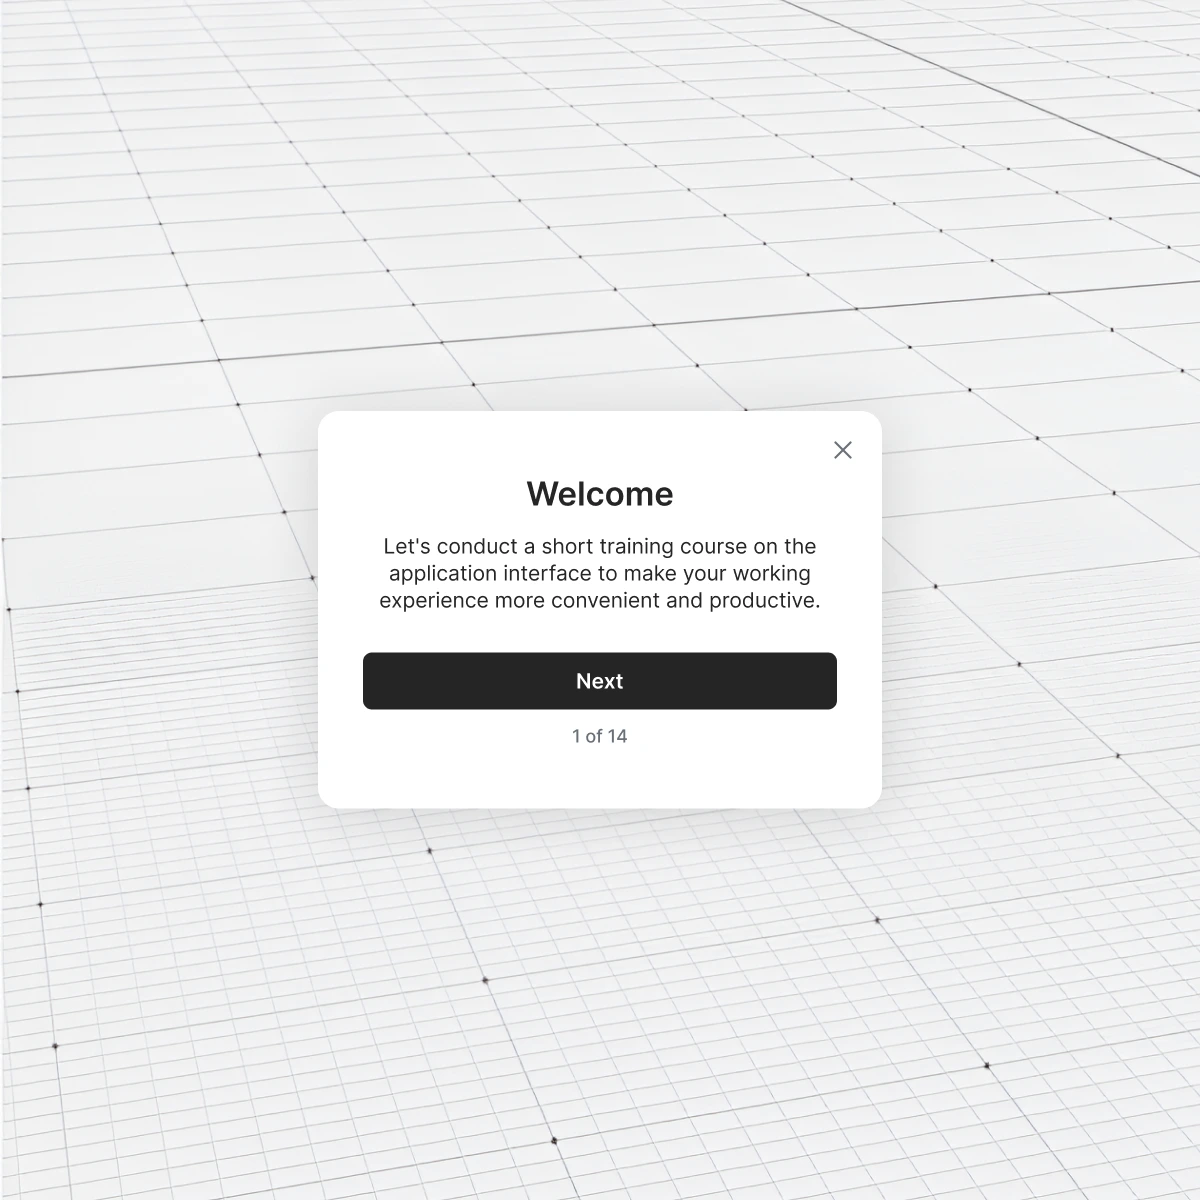 Welcome
Let's conduct a short training course on the
application interface to make your working
experience more convenient and productive.
Next
1 of 14